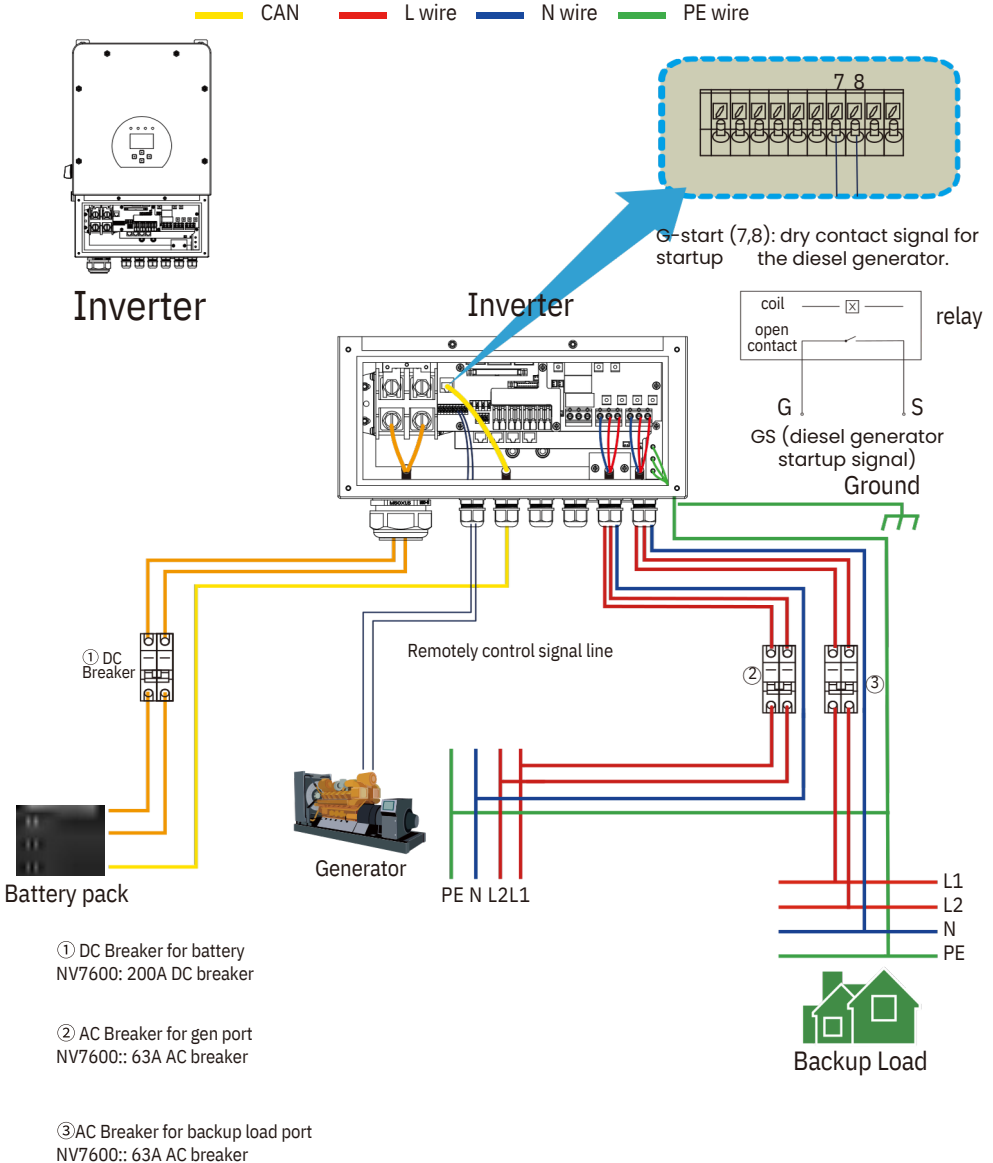 CAN L wire N wire PE wire
7 8
G-start (7,8): dry contact signal for
startup the diesel generator.
Inverter
Inverter
coil
relay
open
contact
G
S
GS (diesel generator
startup signal)
Ground
① DC
Breaker
Remotely control signal line
②
③
Generator
Battery pack
PE N L2L1
L1
L2
N
PE
① DC Breaker for battery
NV7600: 200A DC breaker
② AC Breaker for gen port
NV7600:: 63A AC breaker
Backup Load
③AC Breaker for backup load port
NV7600:: 63A AC breaker